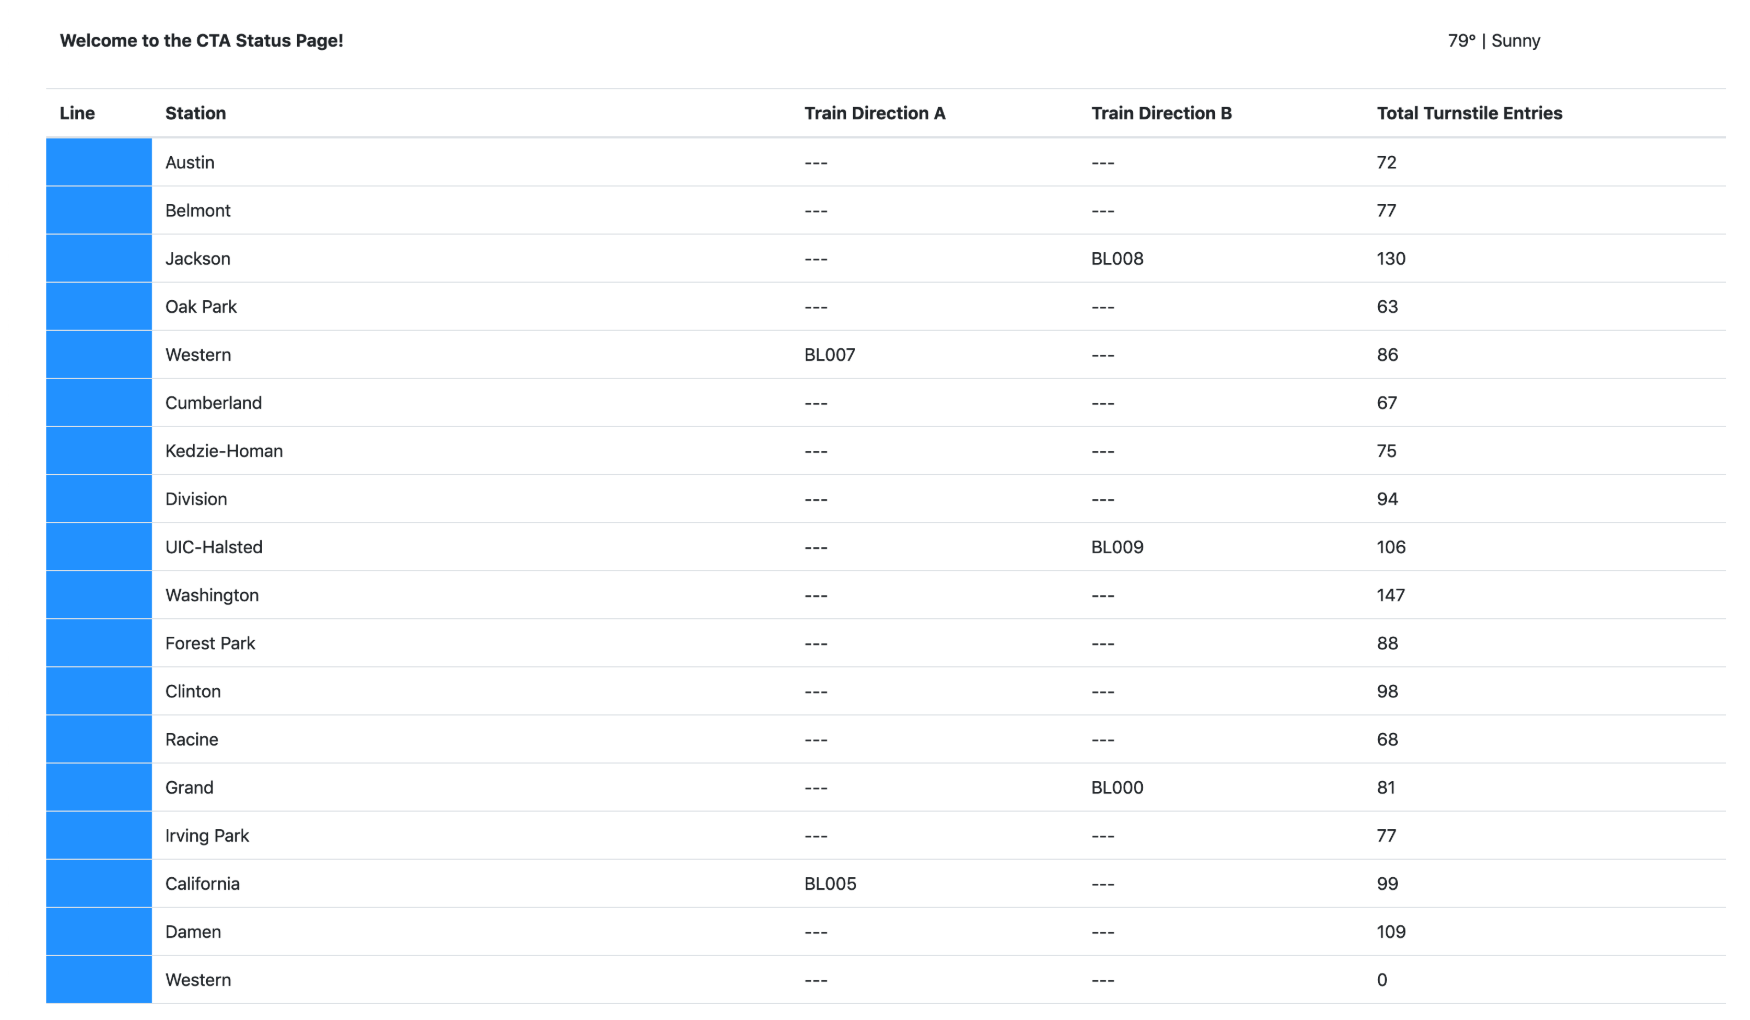 Welcome to the CTA Status Page! 79° | Sunny
Line Station Train Direction A Train Direction B Total Turnstile Entries
Austin --- --- 72
Belmont --- --- 77
Jackson --- BL008 130
Oak Park --- --- 63
Western BL007 --- 86
Cumberland --- --- 67
Kedzie-Homan --- --- 75
Division --- --- 94
UIC-Halsted --- BL009 106
Washington --- --- 147
Forest Park --- --- 88
Clinton --- --- 98
Racine --- --- 68
Grand --- BL000 81
Irving Park --- --- 77
California BL005 --- 99
Damen --- --- 109
Western --- --- 0